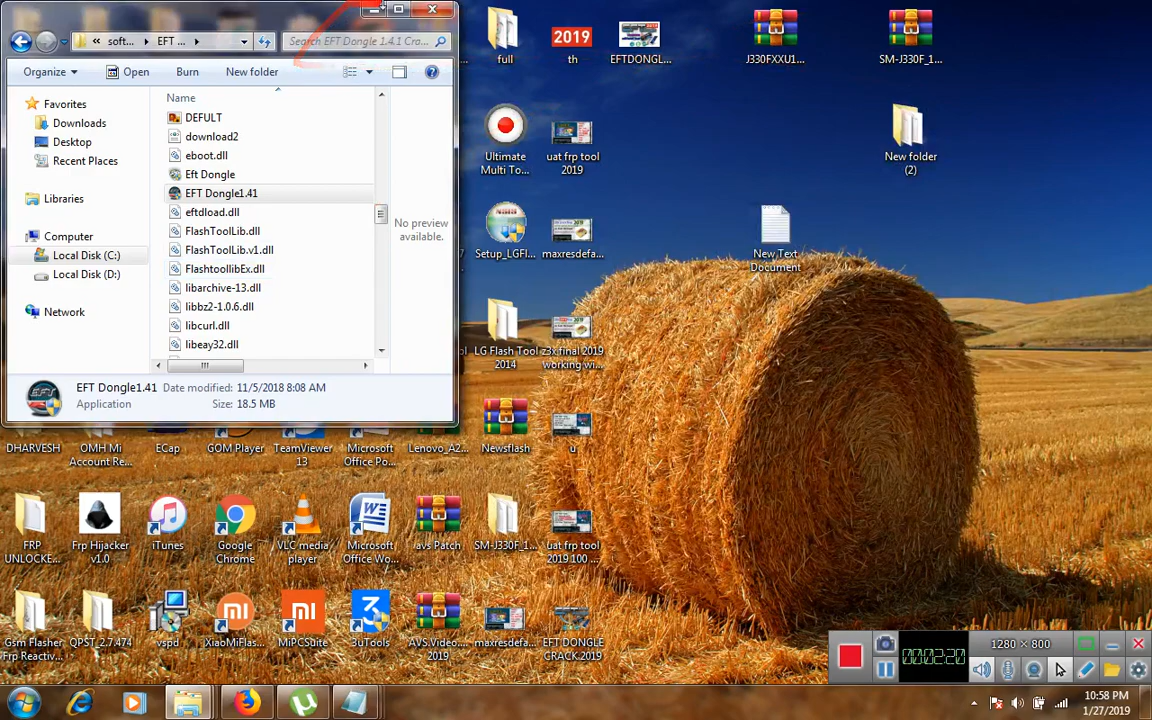 « soft... ▸ EFT ... ▸
Search EFT Dongle 1.4.1 Cra...
Organize
Open
Burn
New folder
Favorites
Downloads
Desktop
Recent Places
Libraries
Computer
Local Disk (C:)
Local Disk (D:)
Network
Name
DEFULT
download2
eboot.dll
Eft Dongle
EFT Dongle1.41
eftdload.dll
FlashToolLib.dll
FlashToolLib.v1.dll
FlashtoollibEx.dll
libarchive-13.dll
libbz2-1.0.6.dll
libcurl.dll
libeay32.dll
No preview
available.
EFT Dongle1.41 Date modified: 11/5/2018 8:08 AM
Application Size: 18.5 MB
full
2019
th
EFTDONGL...
J330FXXU1...
SM-J330F_1...
Ultimate
Multi To...
uat frp tool
2019
New folder
(2)
Setup_LGFl...
maxresdefa...
New Text
Document
LG Flash Tool
2014
z3x final 2019
working wi...
DHARVESH
OMH Mi
Account Re...
ECap
GOM Player
TeamViewer
13
Microsoft
Office Po...
Lenovo_A2...
Newsflash
u
FRP
UNLOCKE...
Frp Hijacker
v1.0
iTunes
Google
Chrome
VLC media
player
Microsoft
Office Wo...
avs Patch
SM-J330F_1...
uat frp tool
2019.100 ...
Gsm Flasher
Frp Reactiv...
QPST_2.7.474
vspd
XiaoMiFlas...
MiPCSuite
3uTools
AVS.Video...
2019
maxresdefa...
EFT DONGLE
CRACK.2019
1280 × 800
00:02:20
10:58 PM
1/27/2019